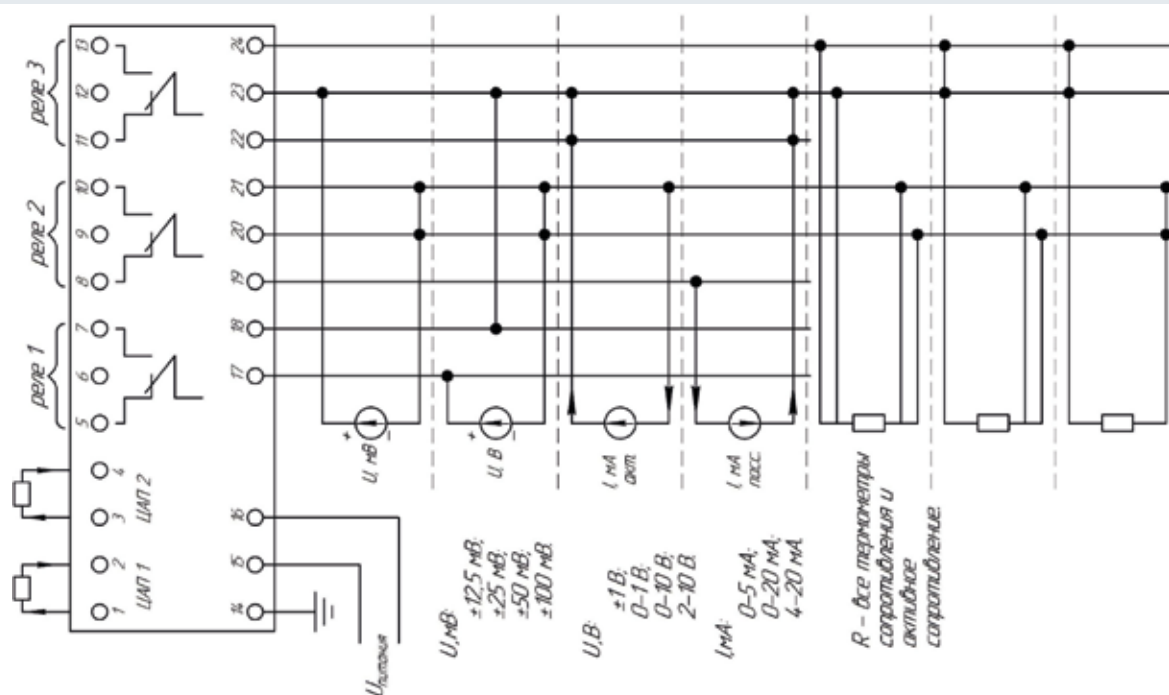 реле 3
реле 2
реле 1
13
12
11
10
9
8
7
6
5
4
3
2
1
ЦАП 2
ЦАП 1
24
23
22
21
20
19
18
17
16
15
14
Uпитания
+
−
U, мВ
+
−
U, В
I, мА
акт.
I, мА
пасс.
U,мВ:
±12,5 мВ;
±25 мВ;
±50 мВ;
±100 мВ.
U,В:
±1 В;
0-1 В;
0-10 В;
2-10 В.
I,мА:
0-5 мА;
0-20 мА;
4-20 мА.
R - все термометры
сопротивления и
активное
сопротивление.